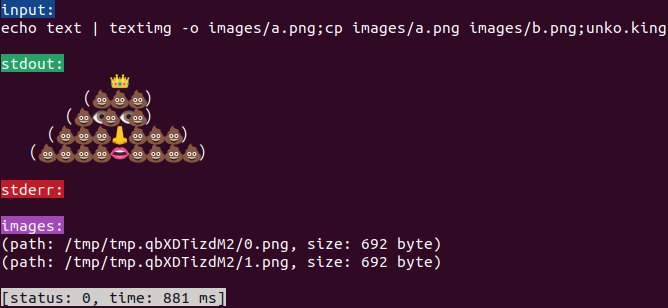 input:
echo text | textimg -o images/a.png;cp images/a.png images/b.png;unko.king
stdout:
👑
(💩💩💩)
(💩👁💩👁💩)
(💩💩💩👃💩💩💩)
(💩💩💩💩👄💩💩💩💩)
stderr:
images:
(path: /tmp/tmp.qbXDTizdM2/0.png, size: 692 byte)
(path: /tmp/tmp.qbXDTizdM2/1.png, size: 692 byte)
[status: 0, time: 881 ms]